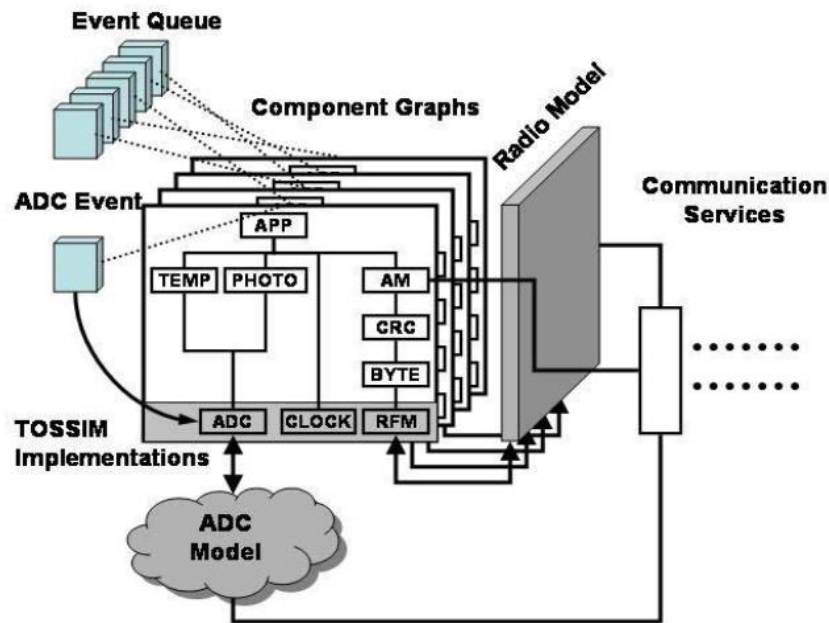 Event Queue
Component Graphs
Radio Model
Communication
Services
ADC Event
APP
TEMP
PHOTO
AM
CRC
BYTE
ADC
CLOCK
RFM
TOSSIM
Implementations
ADC
Model